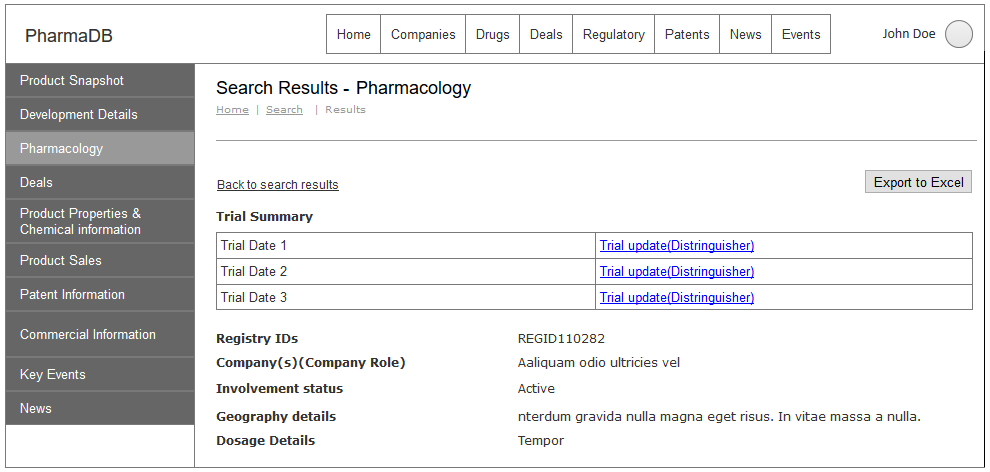 PharmaDB
Home Companies Drugs Deals Regulatory Patents News Events
John Doe
Product Snapshot
Development Details
Pharmacology
Deals
Product Properties &
Chemical information
Product Sales
Patent Information
Commercial Information
Key Events
News
Search Results - Pharmacology
Home | Search | Results
Back to search results
Export to Excel
Trial Summary
Trial Date 1 Trial update(Distringuisher)
Trial Date 2 Trial update(Distringuisher)
Trial Date 3 Trial update(Distringuisher)
Registry IDs REGID110282
Company(s)(Company Role) Aaliquam odio ultricies vel
Involvement status Active
Geography details nterdum gravida nulla magna eget risus. In vitae massa a nulla.
Dosage Details Tempor